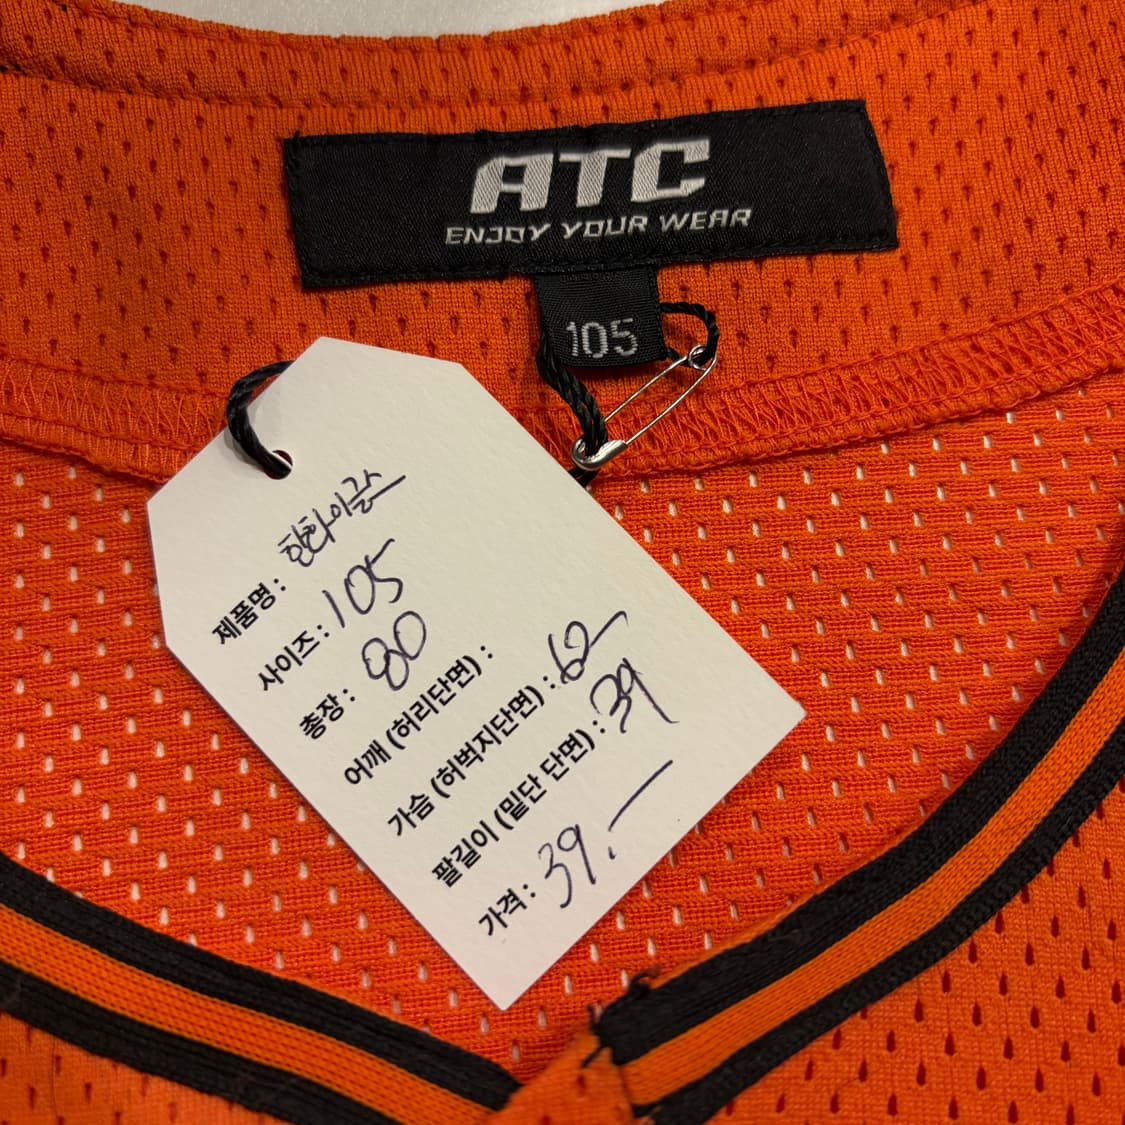 ATC
ENJOY YOUR WEAR
105
제품명 : 한화이글스
사이즈 : 105
총장 : 80
어깨 (허리단면) :
가슴 (허벅지단면) : 62
팔길이 (밑단 단면) : 39
가격 : 39.—